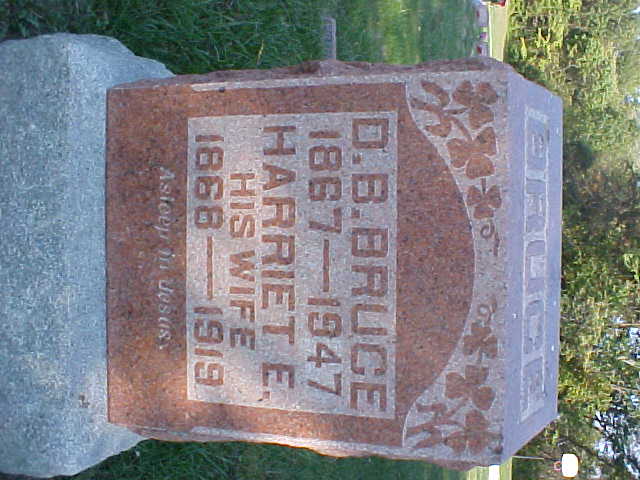 BRUCE
D.B.BRUCE
1867—1947
HARRIET E.
HIS WIFE
1868—1919
Asleep in Jesus.